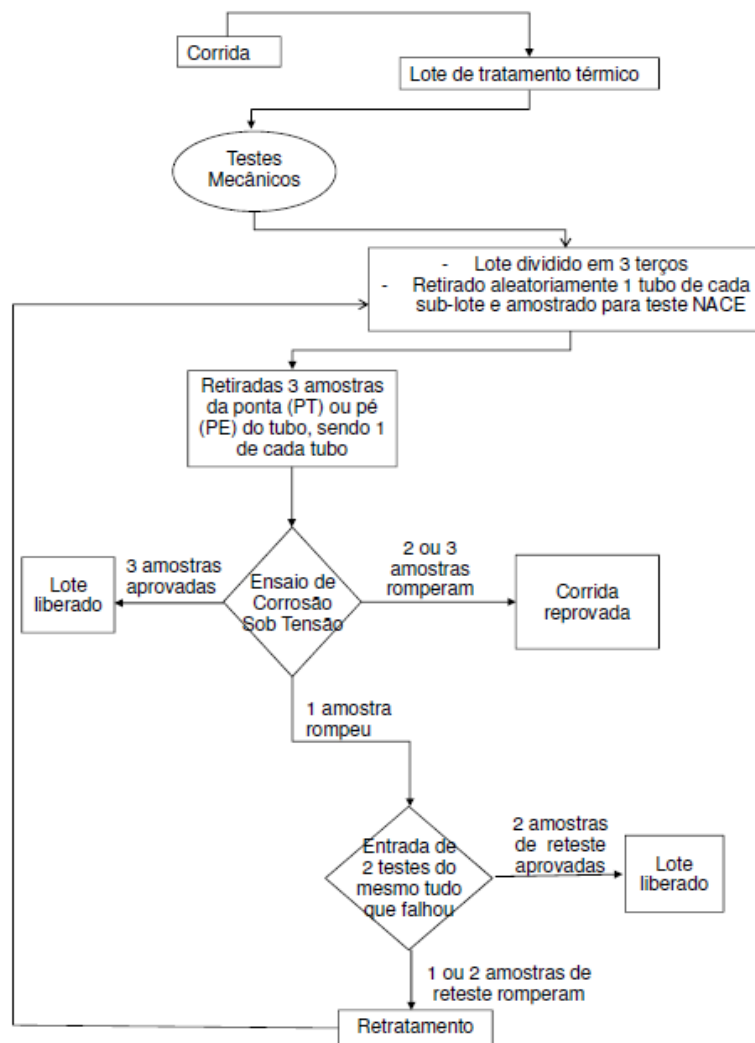 Corrida
Lote de tratamento térmico
Testes
Mecânicos
- Lote dividido em 3 terços
- Retirado aleatoriamente 1 tubo de cada
sub-lote e amostrado para teste NACE
Retiradas 3 amostras
da ponta (PT) ou pé
(PE) do tubo, sendo 1
de cada tubo
Lote
liberado
3 amostras
aprovadas
Ensaio de
Corrosão
Sob Tensão
2 ou 3
amostras
romperam
Corrida
reprovada
1 amostra
rompeu
Entrada de
2 testes do
mesmo tudo
que falhou
2 amostras
de reteste
aprovadas
Lote
liberado
1 ou 2 amostras de
reteste romperam
Retratamento